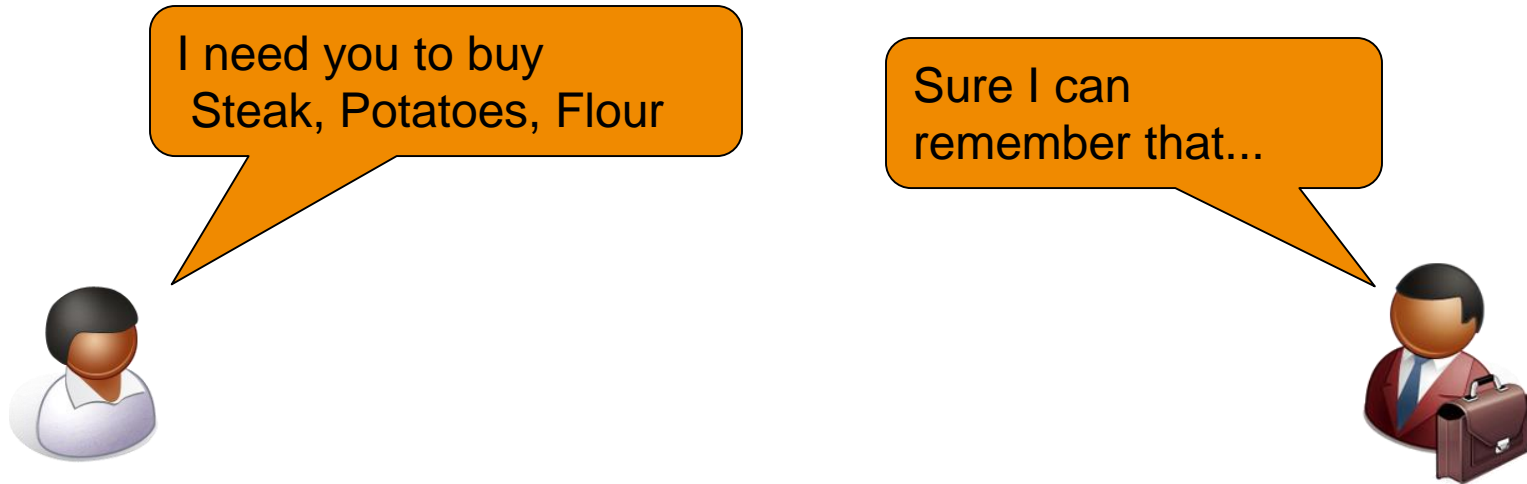 I need you to buy
Steak, Potatoes, Flour
Sure I can
remember that...